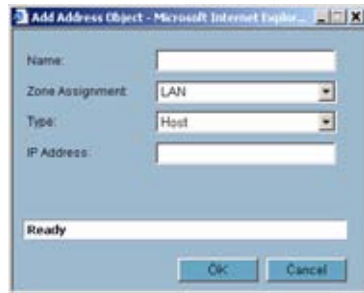 Add Address Object - Microsoft Internet Explor...
Name:
Zone Assignment: LAN
Type: Host
IP Address:
Ready
OK Cancel